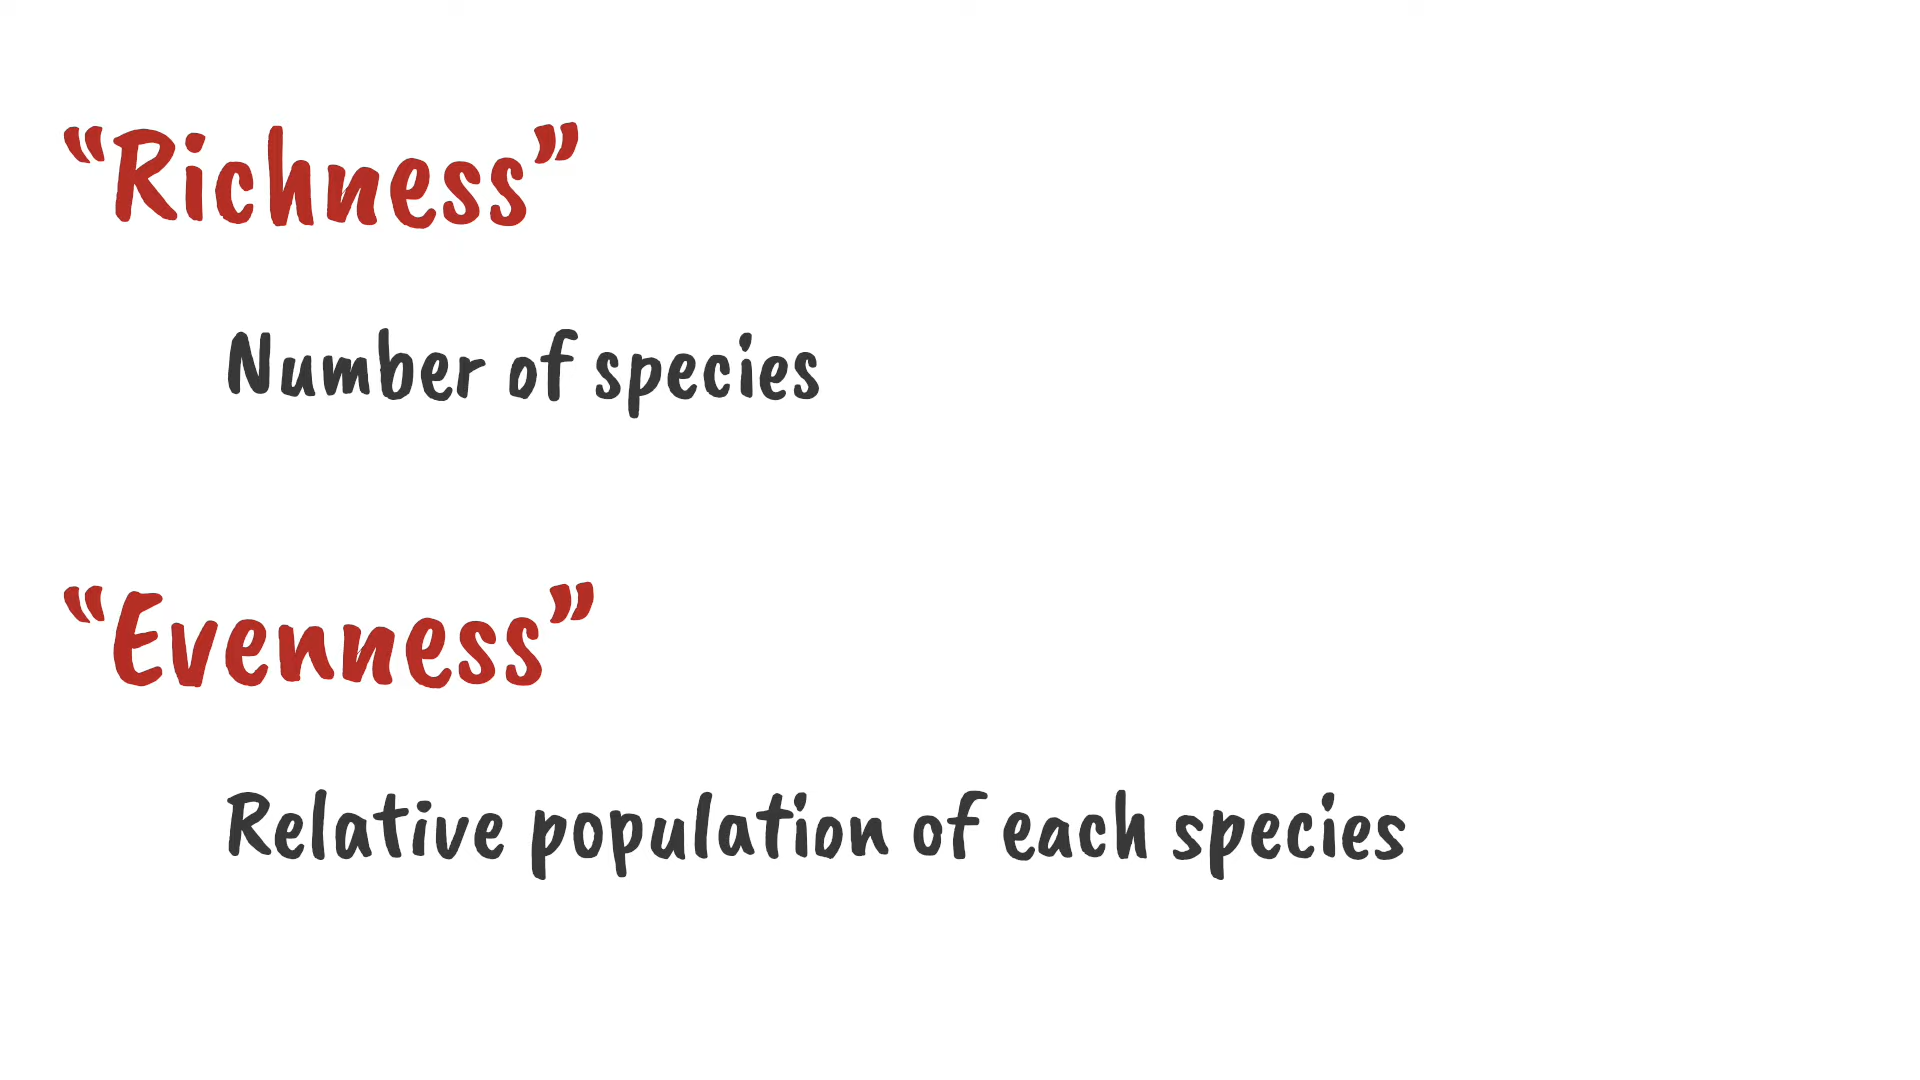 “Richness”
Number of species
“Evenness”
Relative population of each species